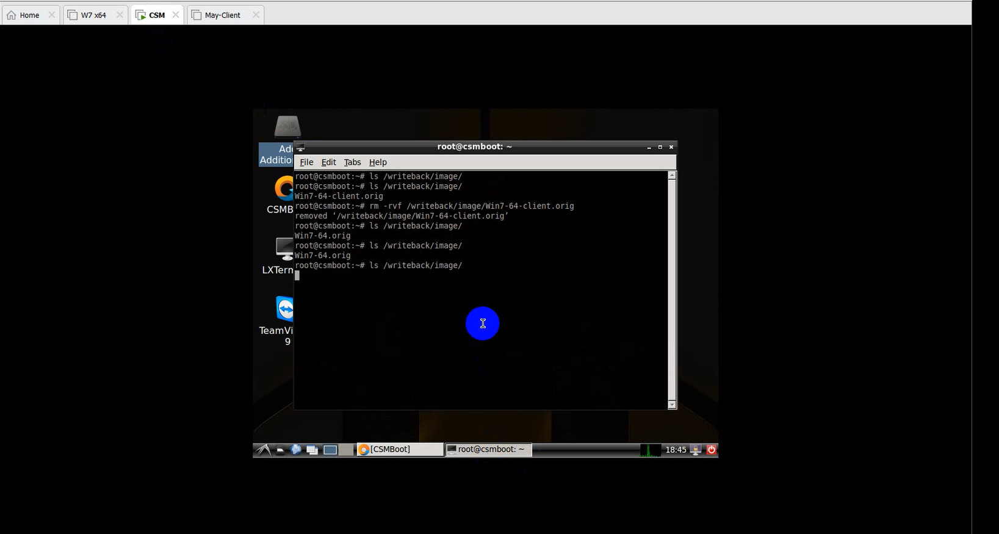 Home
W7 x64
CSM
May-Client
root@csmboot: ~
File Edit Tabs Help
root@csmboot:~# ls /writeback/image/
root@csmboot:~# ls /writeback/image/
Win7-64-client.orig
root@csmboot:~# rm -rvf /writeback/image/Win7-64-client.orig
removed ‘/writeback/image/Win7-64-client.orig’
root@csmboot:~# ls /writeback/image/
Win7-64.orig
root@csmboot:~# ls /writeback/image/
Win7-64.orig
root@csmboot:~# ls /writeback/image/
Adc
Additio
CSMB
LXTerm
TeamVi
9
[CSMBoot]
root@csmboot: ~
18:45